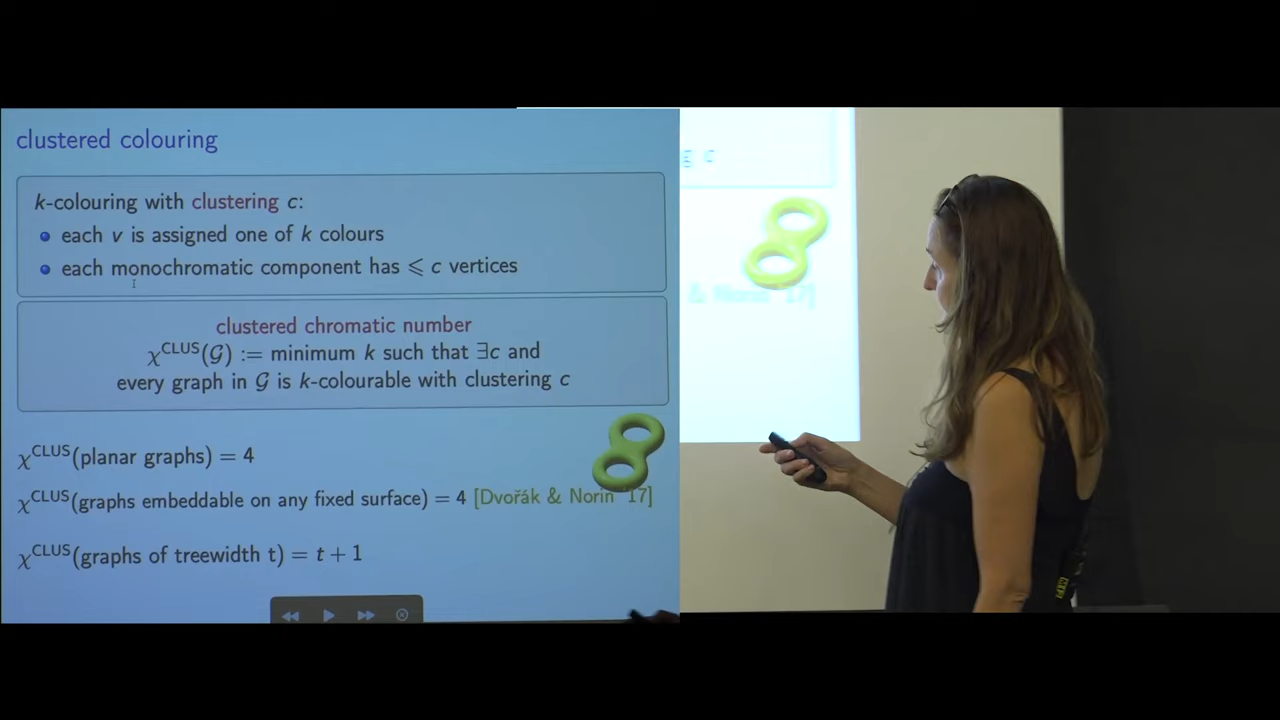 clustered colouring
k-colouring with clustering c:
each v is assigned one of k colours
each monochromatic component has ⩽ c vertices
clustered chromatic number
χ^CLUS(𝒢) := minimum k such that ∃c and
every graph in 𝒢 is k-colourable with clustering c
χ^CLUS(planar graphs) = 4
χ^CLUS(graphs embeddable on any fixed surface) = 4 [Dvořák & Norin '17]
χ^CLUS(graphs of treewidth t) = t + 1
c
& Norin '17]